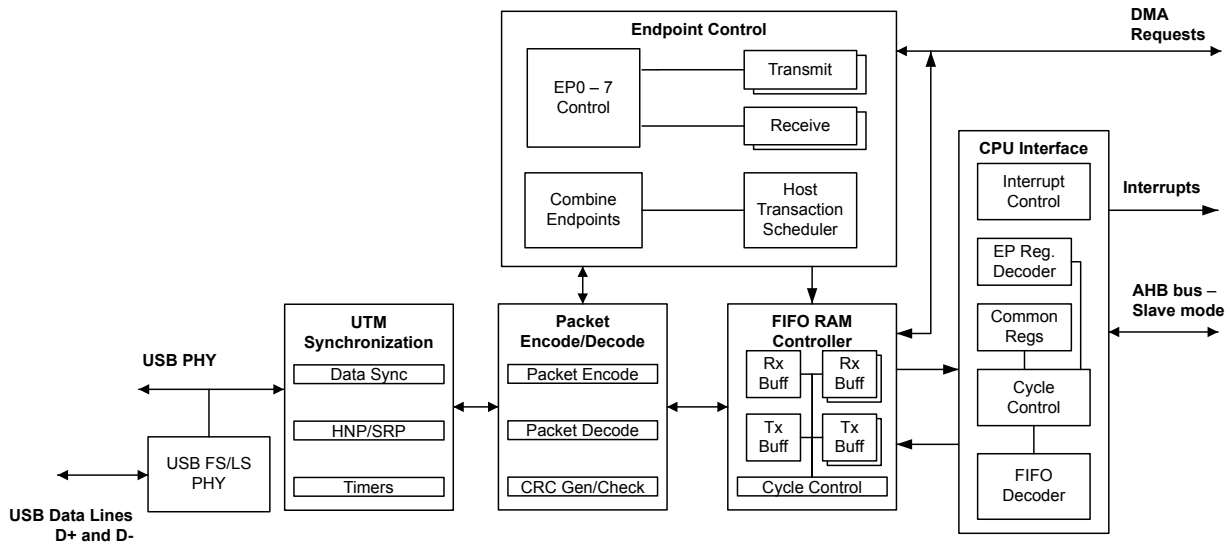 Endpoint Control
EP0 – 7
Control
Transmit
Receive
Combine
Endpoints
Host
Transaction
Scheduler
DMA
Requests
CPU Interface
Interrupt
Control
EP Reg.
Decoder
Common
Regs
Cycle
Control
FIFO
Decoder
Interrupts
AHB bus –
Slave mode
UTM
Synchronization
Data Sync
HNP/SRP
Timers
Packet
Encode/Decode
Packet Encode
Packet Decode
CRC Gen/Check
FIFO RAM
Controller
Rx
Buff
Rx
Buff
Tx
Buff
Tx
Buff
Cycle Control
USB PHY
USB FS/LS
PHY
USB Data Lines
D+ and D-